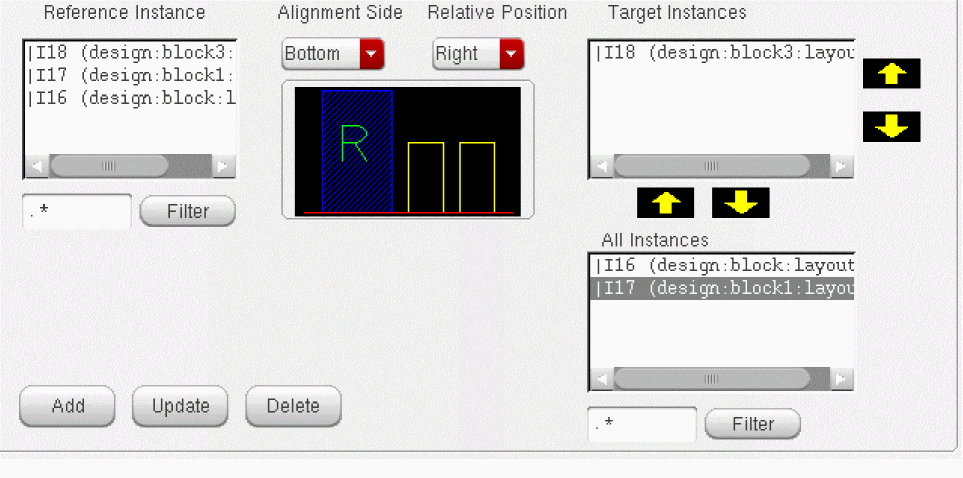 Reference Instance
Alignment Side
Relative Position
Target Instances
|I18 (design:block3:
|I17 (design:block1:
|I16 (design:block:l
Bottom
Right
R
|I18 (design:block3:layou
.*
Filter
All Instances
|I16 (design:block:layout
|I17 (design:block1:layou
Add
Update
Delete
.*
Filter